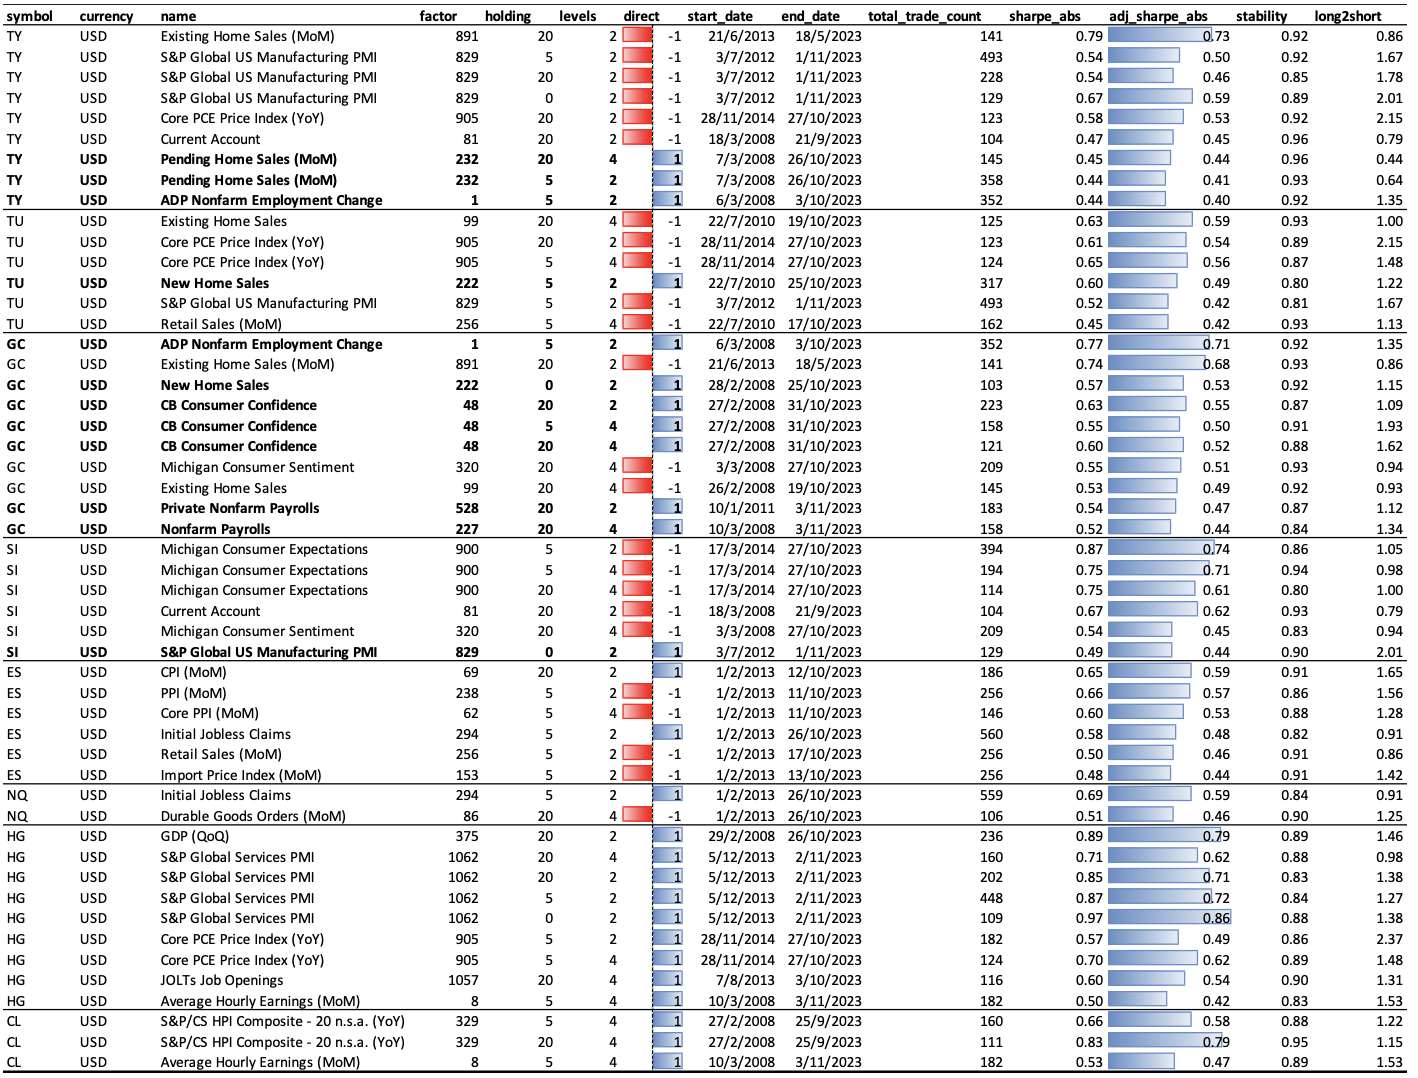 symbol currency name factor holding levels direct start_date end_date total_trade_count sharpe_abs adj_sharpe_abs stability long2short
TY USD Existing Home Sales (MoM) 891 20 2 -1 21/6/2013 18/5/2023 141 0.79 0.73 0.92 0.86
TY USD S&P Global US Manufacturing PMI 829 5 2 -1 3/7/2012 1/11/2023 493 0.54 0.50 0.92 1.67
TY USD S&P Global US Manufacturing PMI 829 20 2 -1 3/7/2012 1/11/2023 228 0.54 0.46 0.85 1.78
TY USD S&P Global US Manufacturing PMI 829 0 2 -1 3/7/2012 1/11/2023 129 0.67 0.59 0.89 2.01
TY USD Core PCE Price Index (YoY) 905 20 2 -1 28/11/2014 27/10/2023 123 0.58 0.53 0.92 2.15
TY USD Current Account 81 20 2 -1 18/3/2008 21/9/2023 104 0.47 0.45 0.96 0.79
TY USD Pending Home Sales (MoM) 232 20 4 1 7/3/2008 26/10/2023 145 0.45 0.44 0.96 0.44
TY USD Pending Home Sales (MoM) 232 5 2 1 7/3/2008 26/10/2023 358 0.44 0.41 0.93 0.64
TY USD ADP Nonfarm Employment Change 1 5 2 1 6/3/2008 3/10/2023 352 0.44 0.40 0.92 1.35
TU USD Existing Home Sales 99 20 4 -1 22/7/2010 19/10/2023 125 0.63 0.59 0.93 1.00
TU USD Core PCE Price Index (YoY) 905 20 2 -1 28/11/2014 27/10/2023 123 0.61 0.54 0.89 2.15
TU USD Core PCE Price Index (YoY) 905 5 4 -1 28/11/2014 27/10/2023 124 0.65 0.56 0.87 1.48
TU USD New Home Sales 222 5 2 1 22/7/2010 25/10/2023 317 0.60 0.49 0.80 1.22
TU USD S&P Global US Manufacturing PMI 829 5 2 -1 3/7/2012 1/11/2023 493 0.52 0.42 0.81 1.67
TU USD Retail Sales (MoM) 256 5 4 -1 22/7/2010 17/10/2023 162 0.45 0.42 0.93 1.13
GC USD ADP Nonfarm Employment Change 1 5 2 1 6/3/2008 3/10/2023 352 0.77 0.71 0.92 1.35
GC USD Existing Home Sales (MoM) 891 20 2 -1 21/6/2013 18/5/2023 141 0.74 0.68 0.93 0.86
GC USD New Home Sales 222 0 2 1 28/2/2008 25/10/2023 103 0.57 0.53 0.92 1.15
GC USD CB Consumer Confidence 48 20 2 1 27/2/2008 31/10/2023 223 0.63 0.55 0.87 1.09
GC USD CB Consumer Confidence 48 5 4 1 27/2/2008 31/10/2023 158 0.55 0.50 0.91 1.93
GC USD CB Consumer Confidence 48 20 4 1 27/2/2008 31/10/2023 121 0.60 0.52 0.88 1.62
GC USD Michigan Consumer Sentiment 320 20 4 -1 3/3/2008 27/10/2023 209 0.55 0.51 0.93 0.94
GC USD Existing Home Sales 99 20 4 -1 26/2/2008 19/10/2023 145 0.53 0.49 0.92 0.93
GC USD Private Nonfarm Payrolls 528 20 2 1 10/1/2011 3/11/2023 183 0.54 0.47 0.87 1.12
GC USD Nonfarm Payrolls 227 20 4 1 10/3/2008 3/11/2023 158 0.52 0.44 0.84 1.34
SI USD Michigan Consumer Expectations 900 5 2 -1 17/3/2014 27/10/2023 394 0.87 0.74 0.86 1.05
SI USD Michigan Consumer Expectations 900 5 4 -1 17/3/2014 27/10/2023 194 0.75 0.71 0.94 0.98
SI USD Michigan Consumer Expectations 900 20 4 -1 17/3/2014 27/10/2023 114 0.75 0.61 0.80 1.00
SI USD Current Account 81 20 2 -1 18/3/2008 21/9/2023 104 0.67 0.62 0.93 0.79
SI USD Michigan Consumer Sentiment 320 20 4 -1 3/3/2008 27/10/2023 209 0.54 0.45 0.83 0.94
SI USD S&P Global US Manufacturing PMI 829 0 2 1 3/7/2012 1/11/2023 129 0.49 0.44 0.90 2.01
ES USD CPI (MoM) 69 20 2 1 1/2/2013 12/10/2023 186 0.65 0.59 0.91 1.65
ES USD PPI (MoM) 238 5 2 -1 1/2/2013 11/10/2023 256 0.66 0.57 0.86 1.56
ES USD Core PPI (MoM) 62 5 4 -1 1/2/2013 11/10/2023 146 0.60 0.53 0.88 1.28
ES USD Initial Jobless Claims 294 5 2 1 1/2/2013 26/10/2023 560 0.58 0.48 0.82 0.91
ES USD Retail Sales (MoM) 256 5 2 -1 1/2/2013 17/10/2023 256 0.50 0.46 0.91 0.86
ES USD Import Price Index (MoM) 153 5 2 -1 1/2/2013 13/10/2023 256 0.48 0.44 0.91 1.42
NQ USD Initial Jobless Claims 294 5 2 1 1/2/2013 26/10/2023 559 0.69 0.59 0.84 0.91
NQ USD Durable Goods Orders (MoM) 86 20 4 -1 1/2/2013 26/10/2023 106 0.51 0.46 0.90 1.25
HG USD GDP (QoQ) 375 20 2 1 29/2/2008 26/10/2023 236 0.89 0.79 0.89 1.46
HG USD S&P Global Services PMI 1062 20 4 1 5/12/2013 2/11/2023 160 0.71 0.62 0.88 0.98
HG USD S&P Global Services PMI 1062 20 2 1 5/12/2013 2/11/2023 202 0.85 0.71 0.83 1.38
HG USD S&P Global Services PMI 1062 5 2 1 5/12/2013 2/11/2023 448 0.87 0.72 0.84 1.27
HG USD S&P Global Services PMI 1062 0 2 1 5/12/2013 2/11/2023 109 0.97 0.86 0.88 1.38
HG USD Core PCE Price Index (YoY) 905 5 2 1 28/11/2014 27/10/2023 182 0.57 0.49 0.86 2.37
HG USD Core PCE Price Index (YoY) 905 5 4 1 28/11/2014 27/10/2023 124 0.70 0.62 0.89 1.48
HG USD JOLTs Job Openings 1057 20 4 1 7/8/2013 3/10/2023 116 0.60 0.54 0.90 1.31
HG USD Average Hourly Earnings (MoM) 8 5 4 1 10/3/2008 3/11/2023 182 0.50 0.42 0.83 1.53
CL USD S&P/CS HPI Composite - 20 n.s.a. (YoY) 329 5 4 1 27/2/2008 25/9/2023 160 0.66 0.58 0.88 1.22
CL USD S&P/CS HPI Composite - 20 n.s.a. (YoY) 329 20 4 1 27/2/2008 25/9/2023 111 0.83 0.79 0.95 1.15
CL USD Average Hourly Earnings (MoM) 8 5 4 1 10/3/2008 3/11/2023 182 0.53 0.47 0.89 1.53